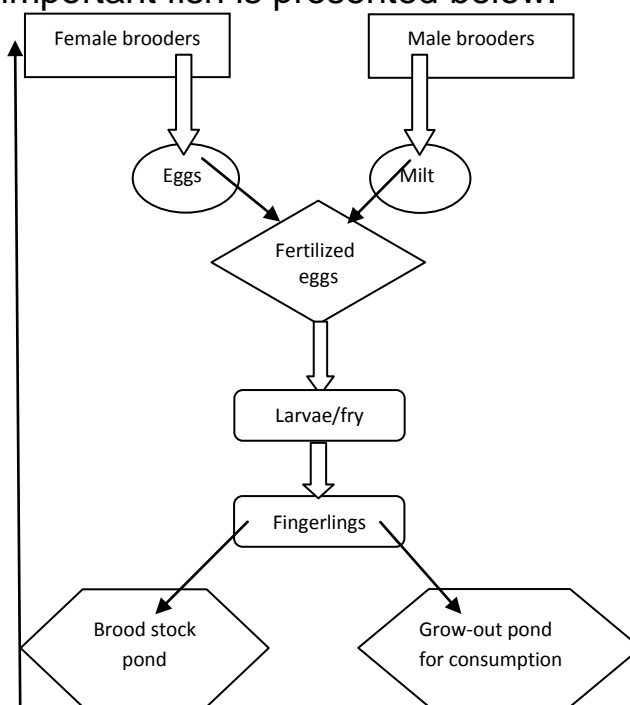 important fish is presented below.
Female brooders
Male brooders
Eggs
Milt
Fertilized
eggs
Larvae/fry
Fingerlings
Brood stock
pond
Grow-out pond
for consumption